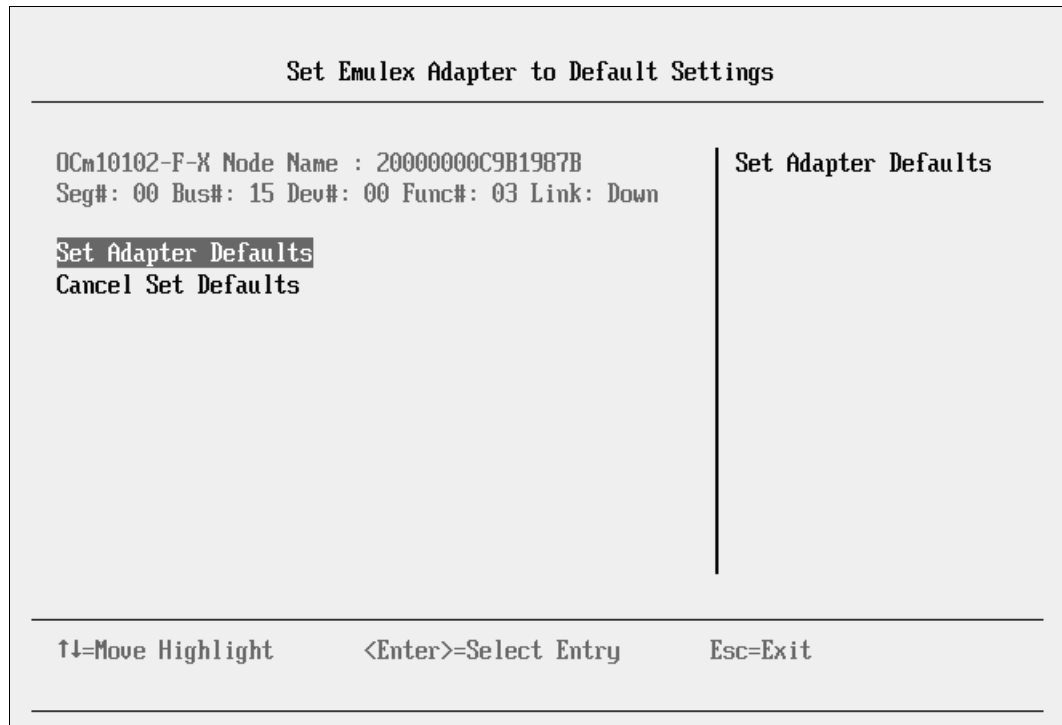 Set Emulex Adapter to Default Settings
OCm10102-F-X Node Name : 20000000C9B1987B
Seg#: 00 Bus#: 15 Dev#: 00 Func#: 03 Link: Down
Set Adapter Defaults
Cancel Set Defaults
Set Adapter Defaults
↑↓=Move Highlight <Enter>=Select Entry Esc=Exit